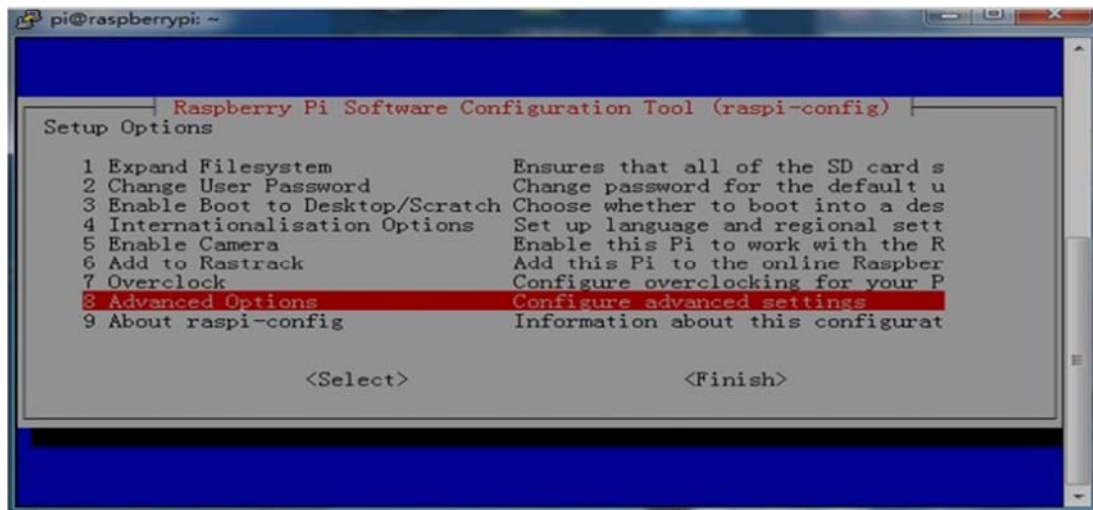 pi@raspberrypi: ~
Raspberry Pi Software Configuration Tool (raspi-config)
Setup Options
1 Expand Filesystem Ensures that all of the SD card s
2 Change User Password Change password for the default u
3 Enable Boot to Desktop/Scratch Choose whether to boot into a des
4 Internationalisation Options Set up language and regional sett
5 Enable Camera Enable this Pi to work with the R
6 Add to Rastrack Add this Pi to the online Raspber
7 Overclock Configure overclocking for your P
8 Advanced Options Configure advanced settings
9 About raspi-config Information about this configurat
<Select> <Finish>